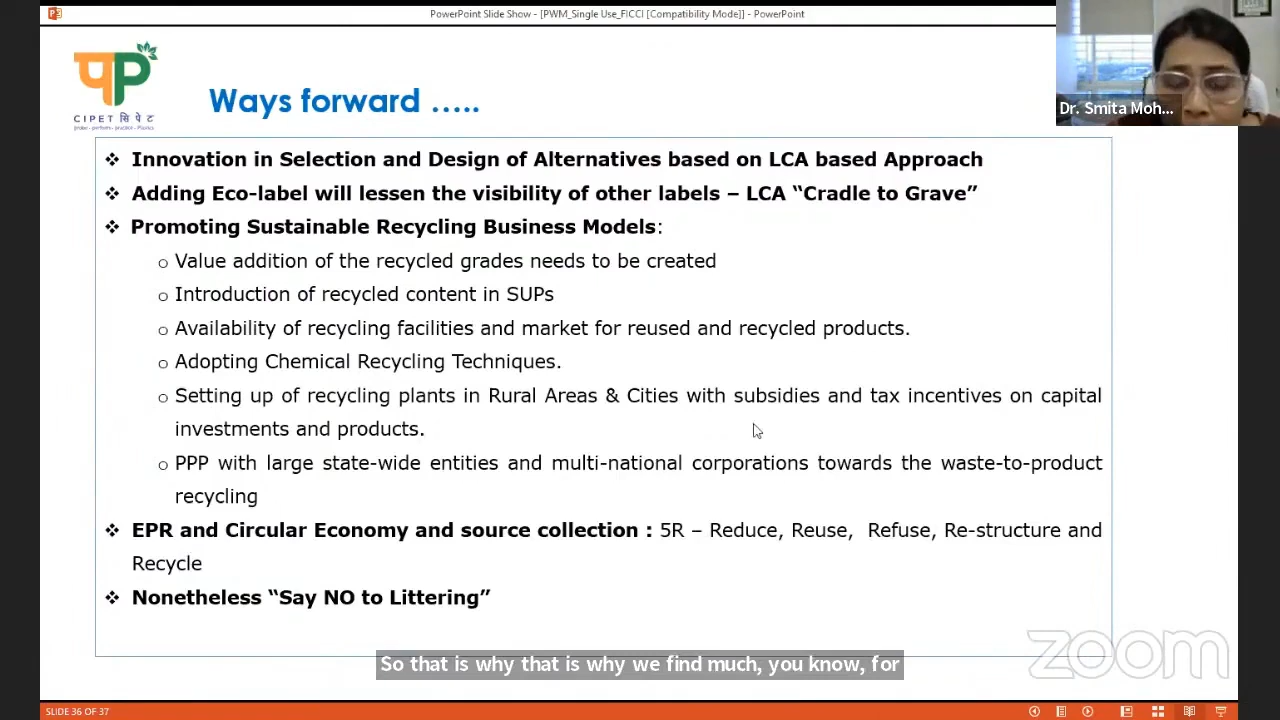 PowerPoint Slide Show - [PWM_Single Use_FICCI [Compatibility Mode]] - PowerPoint
Dr. Smita Moh...
CIPET सिपेट
Ways forward .....
❖ Innovation in Selection and Design of Alternatives based on LCA based Approach
❖ Adding Eco-label will lessen the visibility of other labels – LCA “Cradle to Grave”
❖ Promoting Sustainable Recycling Business Models:
o Value addition of the recycled grades needs to be created
o Introduction of recycled content in SUPs
o Availability of recycling facilities and market for reused and recycled products.
o Adopting Chemical Recycling Techniques.
o Setting up of recycling plants in Rural Areas & Cities with subsidies and tax incentives on capital
investments and products.
o PPP with large state-wide entities and multi-national corporations towards the waste-to-product
recycling
❖ EPR and Circular Economy and source collection : 5R – Reduce, Reuse, Refuse, Re-structure and
Recycle
❖ Nonetheless “Say NO to Littering”
zoom
So that is why that is why we find much, you know, for
SLIDE 36 OF 37